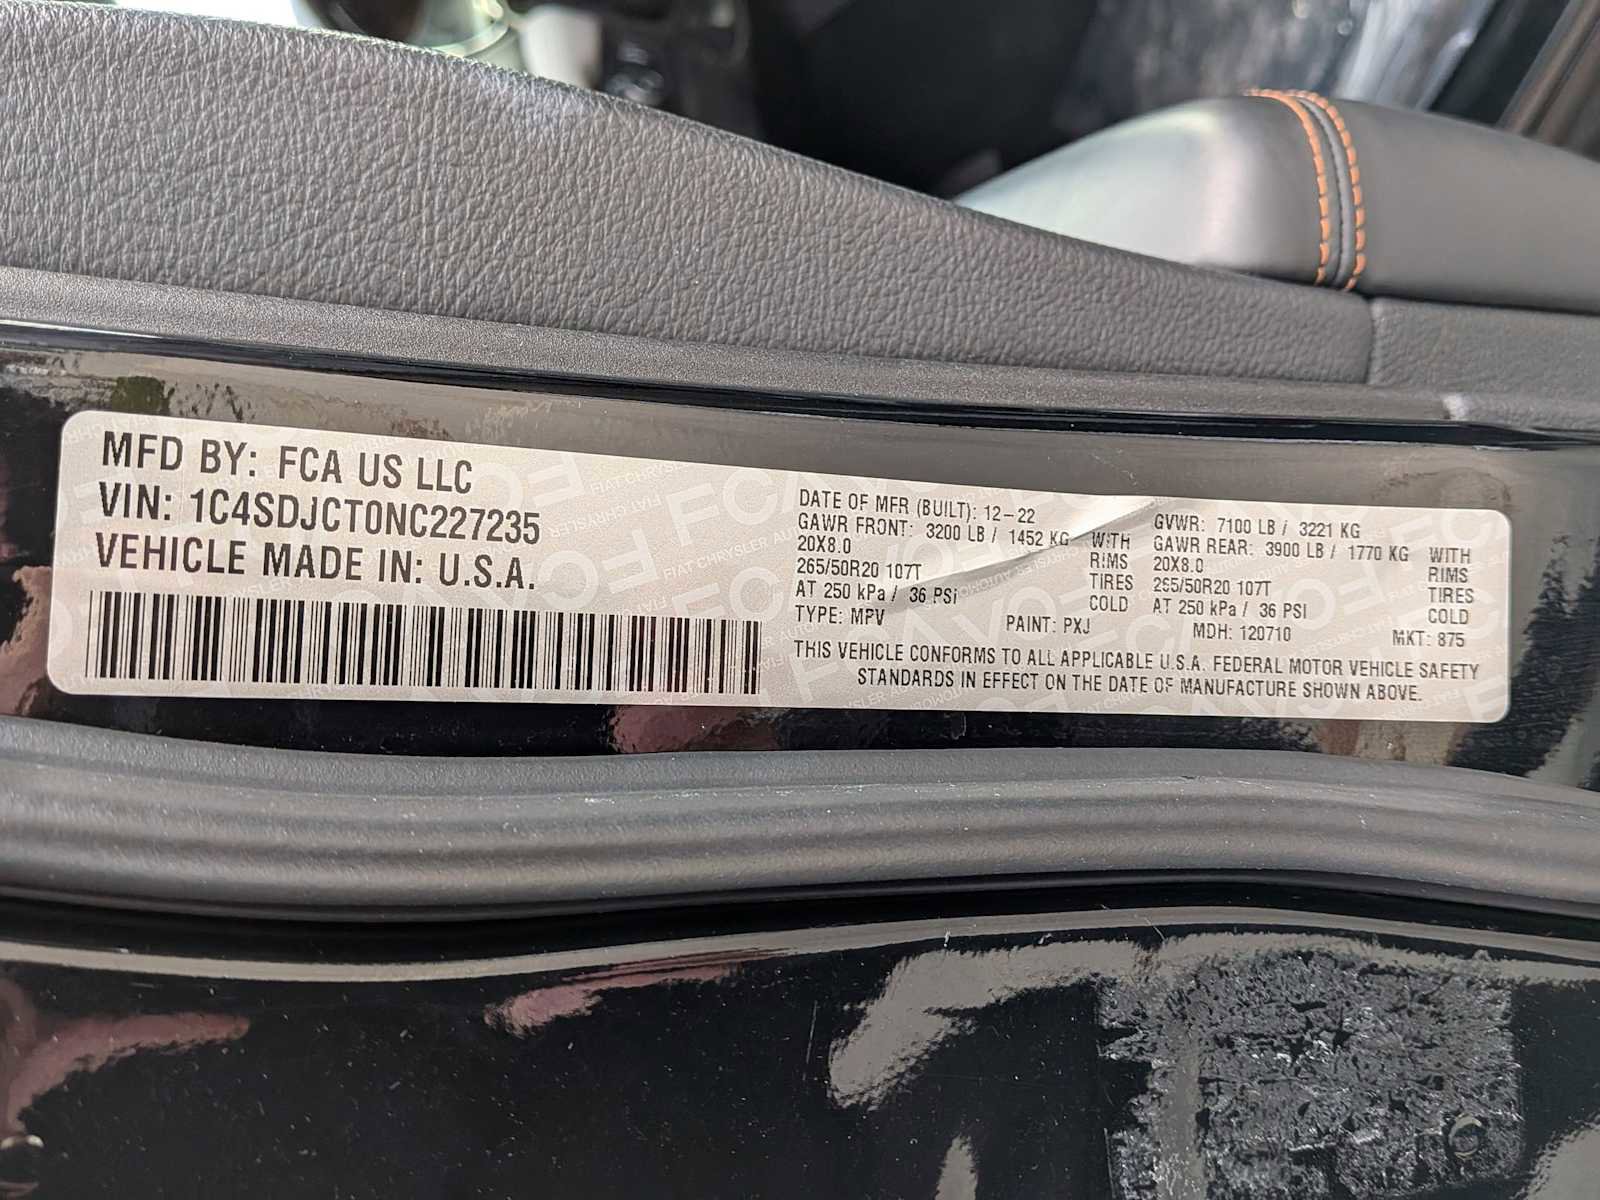 MFD BY: FCA US LLC
VIN: 1C4SDJCT0NC227235
VEHICLE MADE IN: U.S.A.
DATE OF MFR (BUILT): 12-22
GAWR FRONT: 3200 LB / 1452 KG WITH
20X8.0 RIMS
265/50R20 107T TIRES
AT 250 kPa / 36 PSi COLD
TYPE: MPV PAINT: PXJ
GVWR: 7100 LB / 3221 KG
GAWR REAR: 3900 LB / 1770 KG WITH
20X8.0 RIMS
265/50R20 107T TIRES
AT 250 kPa / 36 PSI COLD
MDH: 120710 MKT: 875
THIS VEHICLE CONFORMS TO ALL APPLICABLE U.S.A. FEDERAL MOTOR VEHICLE SAFETY
STANDARDS IN EFFECT ON THE DATE OF MANUFACTURE SHOWN ABOVE.